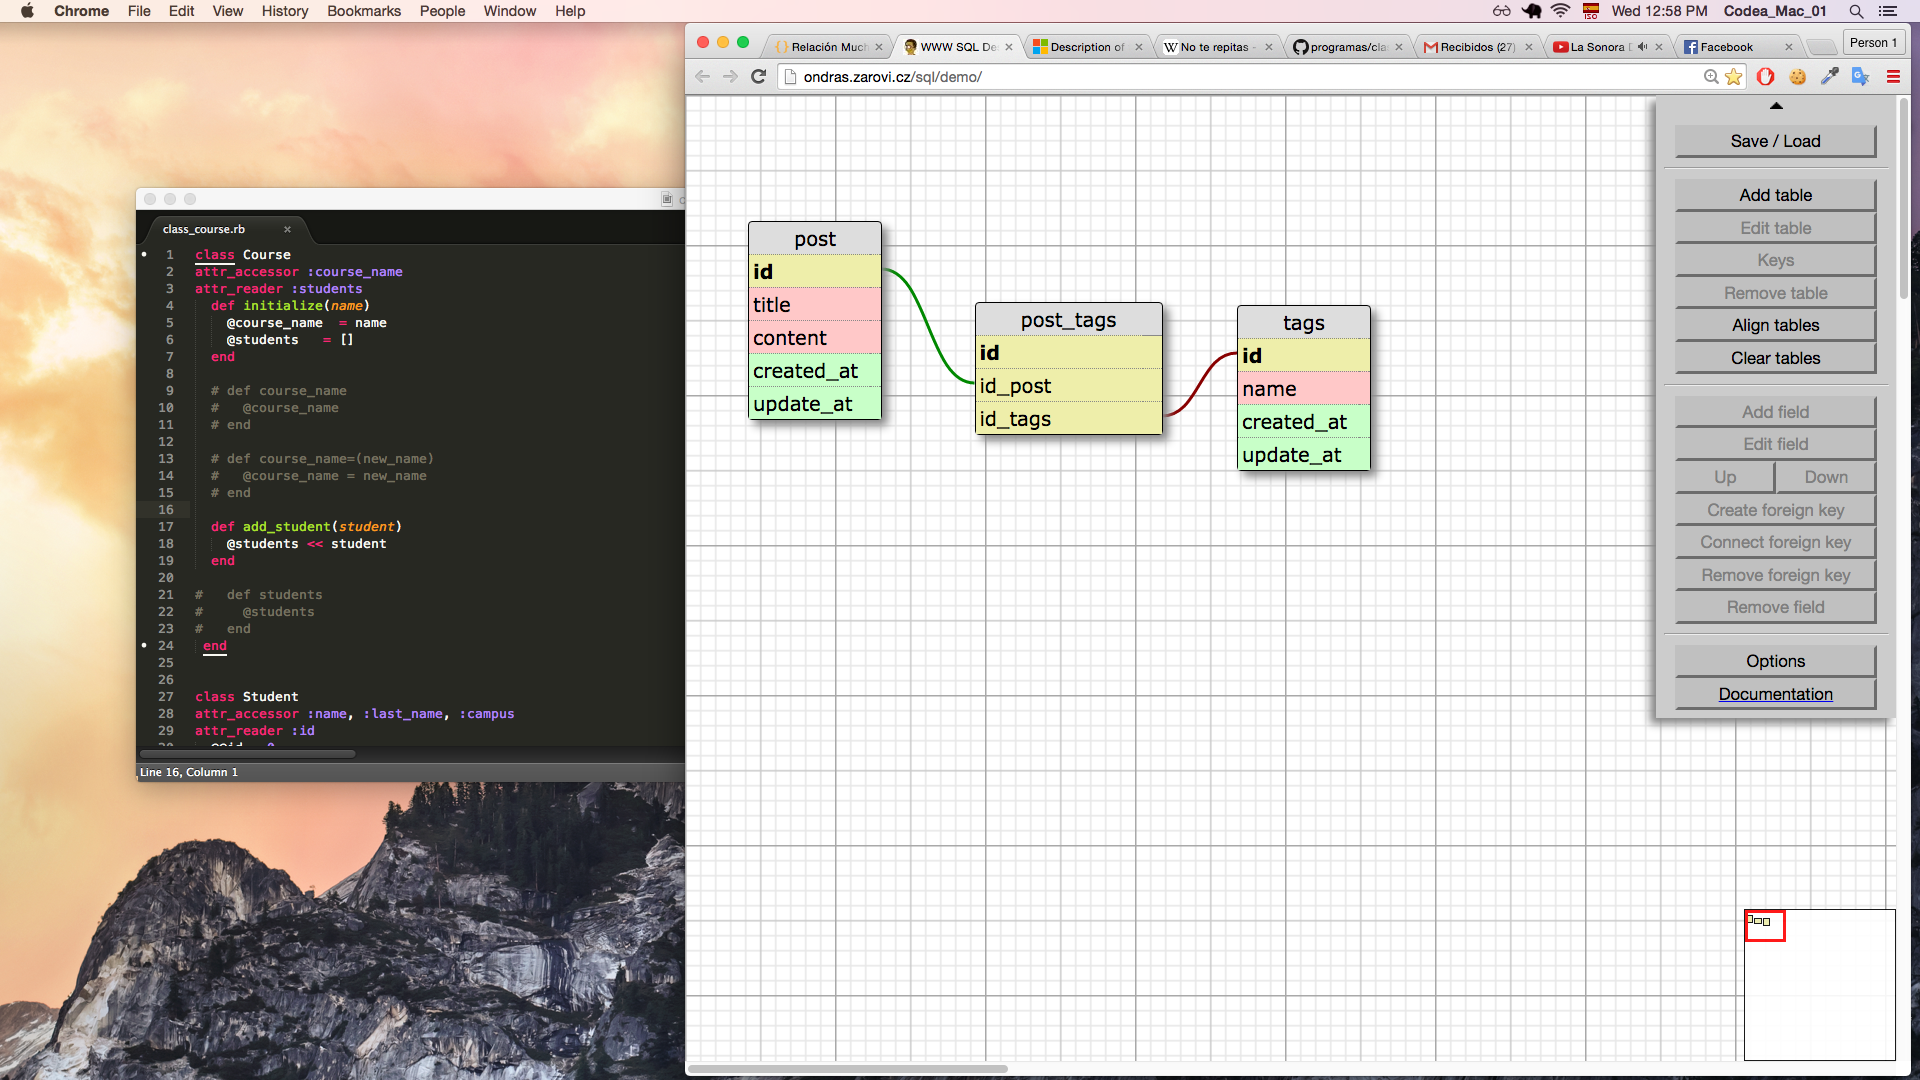 Chrome File Edit View History Bookmarks People Window Help
ISO Wed 12:58 PM Codea_Mac_01
Relación Much
WWW SQL De
Description of
No te repitas -
programas/cla
Recibidos (27)
La Sonora D
Facebook
Person 1
ondras.zarovi.cz/sql/demo/
class_course.rb
1 class Course
2 attr_accessor :course_name
3 attr_reader :students
4 def initialize(name)
5 @course_name = name
6 @students = []
7 end
8
9 # def course_name
10 # @course_name
11 # end
12
13 # def course_name=(new_name)
14 # @course_name = new_name
15 # end
16
17 def add_student(student)
18 @students << student
19 end
20
21 # def students
22 # @students
23 # end
24 end
25
26
27 class Student
28 attr_accessor :name, :last_name, :campus
29 attr_reader :id
Line 16, Column 1
post
id
title
content
created_at
update_at
post_tags
id
id_post
id_tags
tags
id
name
created_at
update_at
Save / Load
Add table
Edit table
Keys
Remove table
Align tables
Clear tables
Add field
Edit field
Up Down
Create foreign key
Connect foreign key
Remove foreign key
Remove field
Options
Documentation